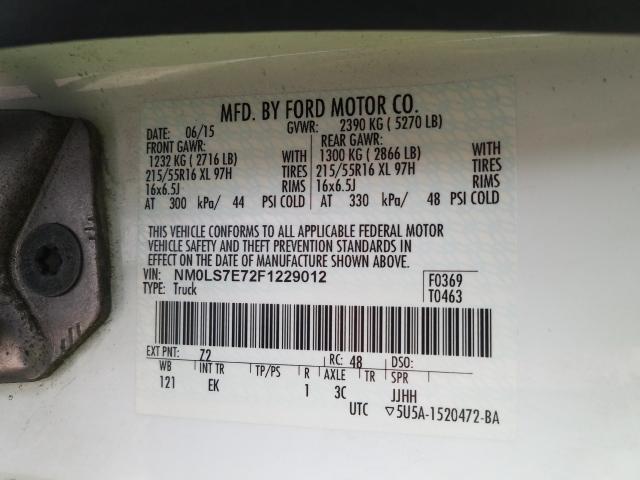 MFD. BY FORD MOTOR CO.
DATE: 06/15 GVWR: 2390 KG ( 5270 LB)
FRONT GAWR: REAR GAWR:
1232 KG ( 2716 LB) WITH 1300 KG ( 2866 LB) WITH
215/55R16 XL 97H TIRES 215/55R16 XL 97H TIRES
16x6.5J RIMS 16x6.5J RIMS
AT 300 kPa/ 44 PSI COLD AT 330 kPa/ 48 PSI COLD
THIS VEHICLE CONFORMS TO ALL APPLICABLE FEDERAL MOTOR
VEHICLE SAFETY AND THEFT PREVENTION STANDARDS IN
EFFECT ON THE DATE OF MANUFACTURE SHOWN ABOVE.
VIN: NM0LS7E72F1229012 F0369
TYPE: Truck T0463
EXT PNT: 72 RC: 48 DSO:
WB INT TR TP/PS R AXLE TR SPR
121 EK 1 3C JJHH
UTC ▽5U5A-1520472-BA